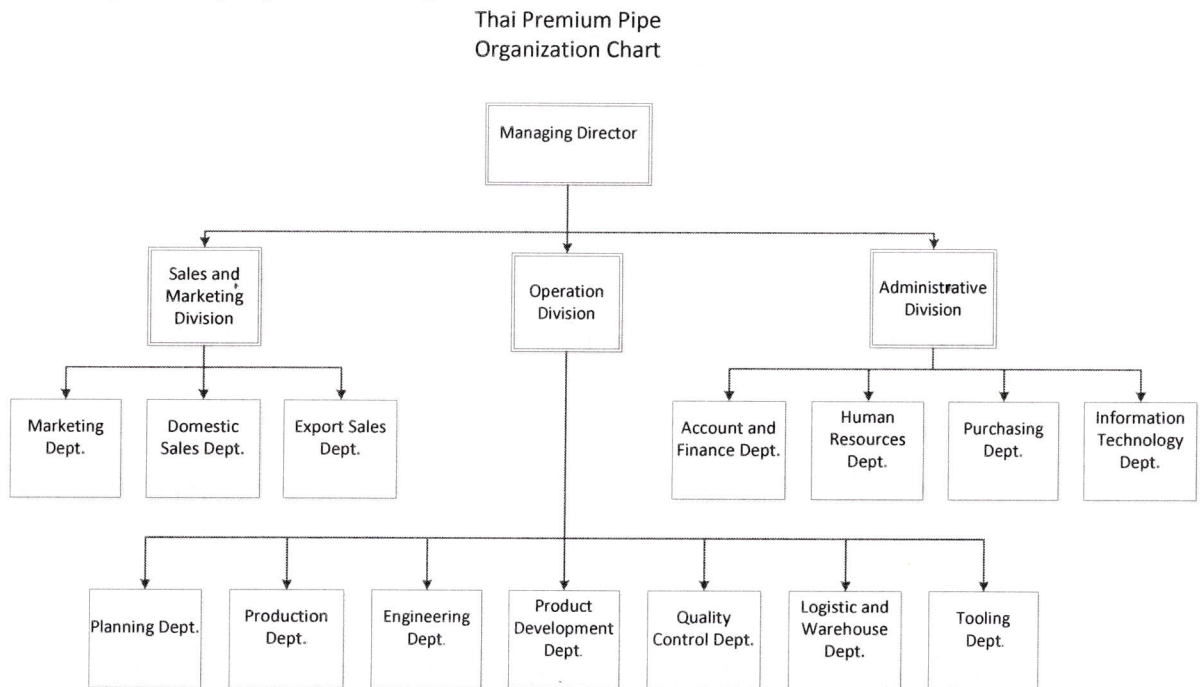 Thai Premium Pipe
Organization Chart
Managing Director
Sales and
Marketing
Division
Operation
Division
Administrative
Division
Marketing
Dept.
Domestic
Sales Dept.
Export Sales
Dept.
Account and
Finance Dept.
Human
Resources
Dept.
Purchasing
Dept.
Information
Technology
Dept.
Planning Dept.
Production
Dept.
Engineering
Dept.
Product
Development
Dept.
Quality
Control Dept.
Logistic and
Warehouse
Dept.
Tooling
Dept.